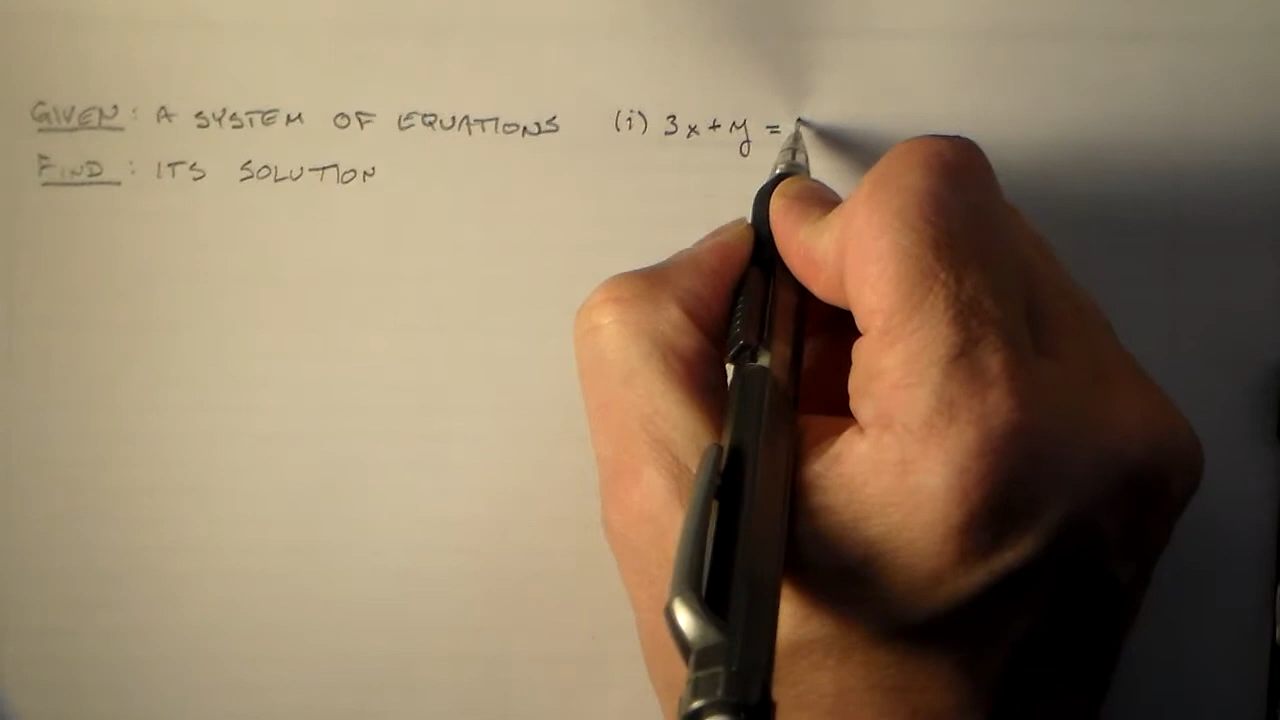 GIVEN: A SYSTEM OF EQUATIONS (i) 3x+y =
FIND: ITS SOLUTION